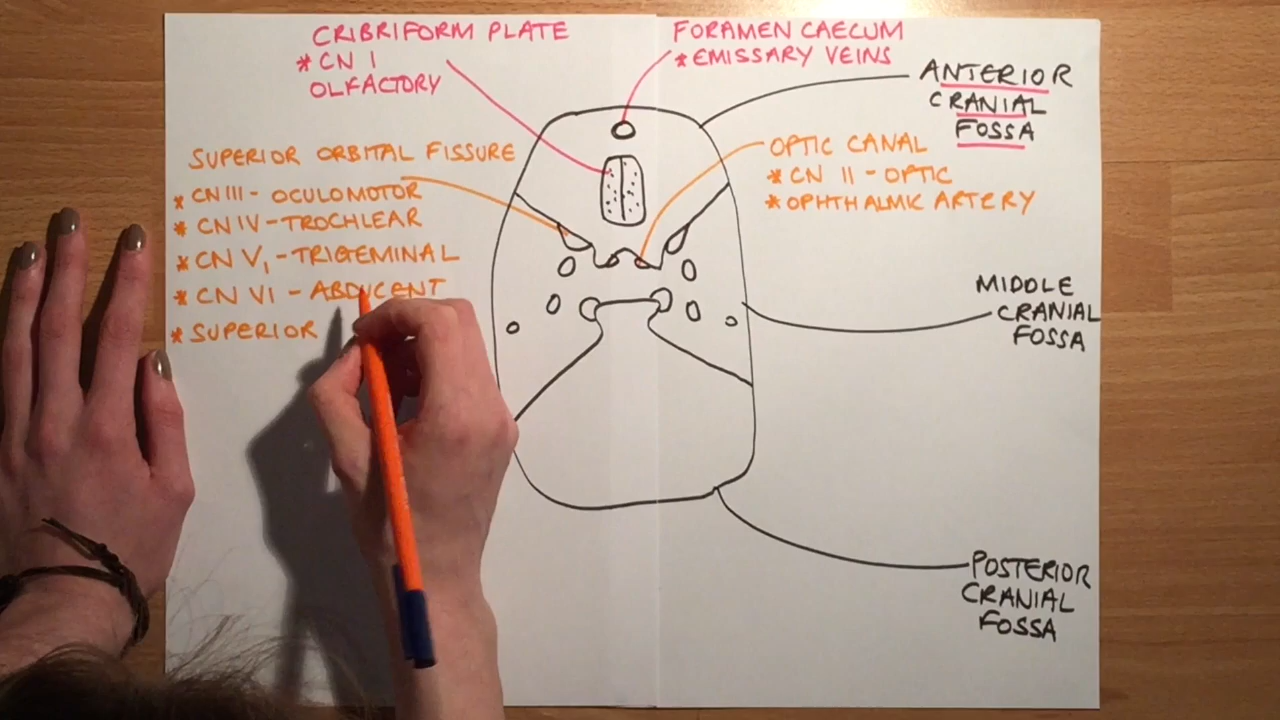 CRIBRIFORM PLATE
* CN I
OLFACTORY
FORAMEN CAECUM
* EMISSARY VEINS
ANTERIOR
CRANIAL
FOSSA
SUPERIOR ORBITAL FISSURE
* CN III - OCULOMOTOR
* CN IV - TROCHLEAR
* CN V₁ - TRIGEMINAL
* CN VI - ABDUCENT
* SUPERIOR
OPTIC CANAL
* CN II - OPTIC
* OPHTHALMIC ARTERY
MIDDLE
CRANIAL
FOSSA
POSTERIOR
CRANIAL
FOSSA